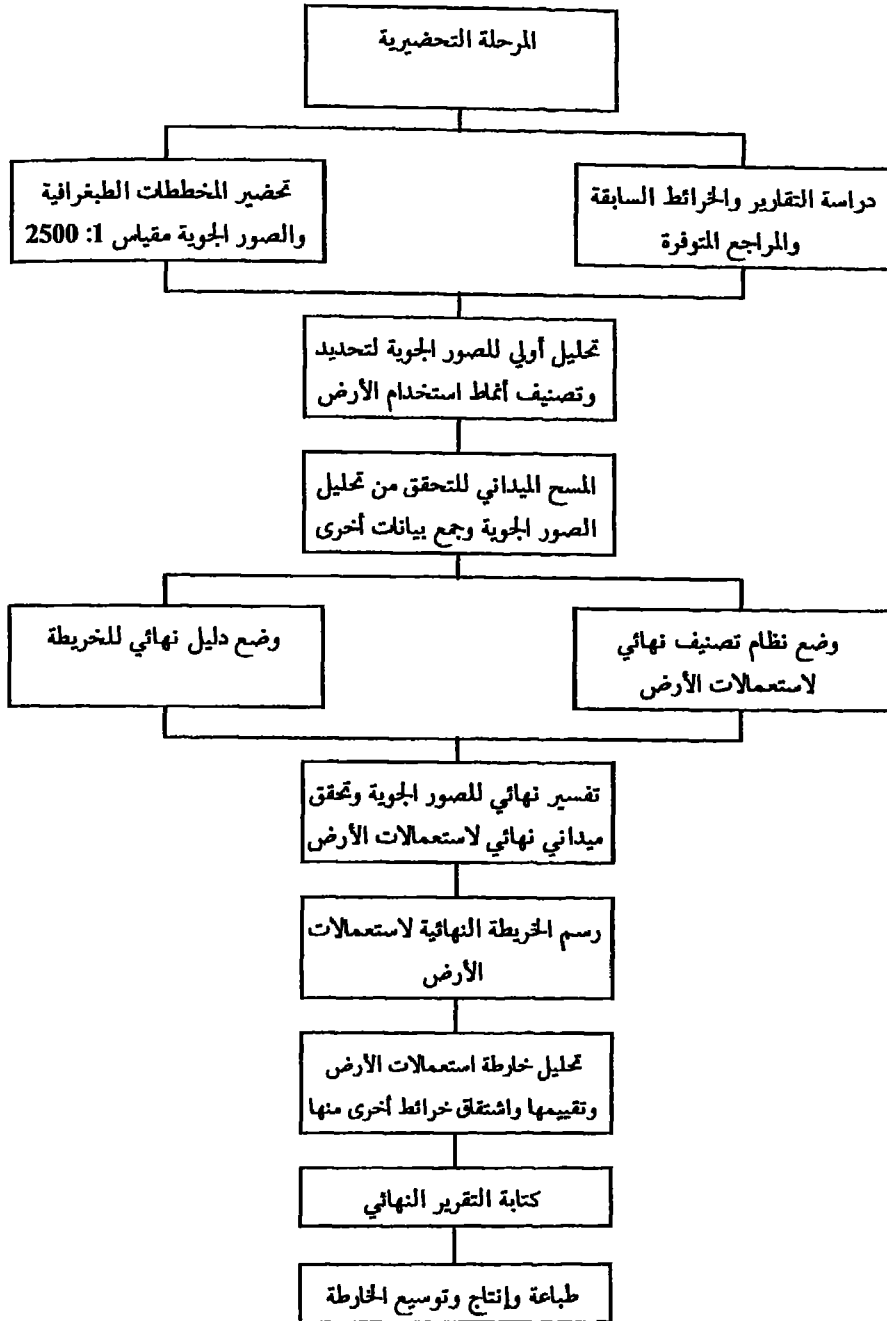 المرحلة التحضيرية
دراسة التقارير والخرائط السابقة
والمراجع المتوفرة
تحضير المخططات الطبغرافية
والصور الجوية مقياس 1: 2500
تحليل أولي للصور الجوية لتحديد
وتصنيف أنماط استخدام الأرض
المسح الميداني للتحقق من تحليل
الصور الجوية وجمع بيانات أخرى
وضع نظام تصنيف نهائي
لاستعمالات الأرض
وضع دليل نهائي للخريطة
تفسير نهائي للصور الجوية وتحقق
ميداني نهائي لاستعمالات الأرض
رسم الخريطة النهائية لاستعمالات
الأرض
تحليل خارطة استعمالات الأرض
وتقييمها واشتقاق خرائط أخرى منها
كتابة التقرير النهائي
طباعة وإنتاج وتوسيع الخارطة